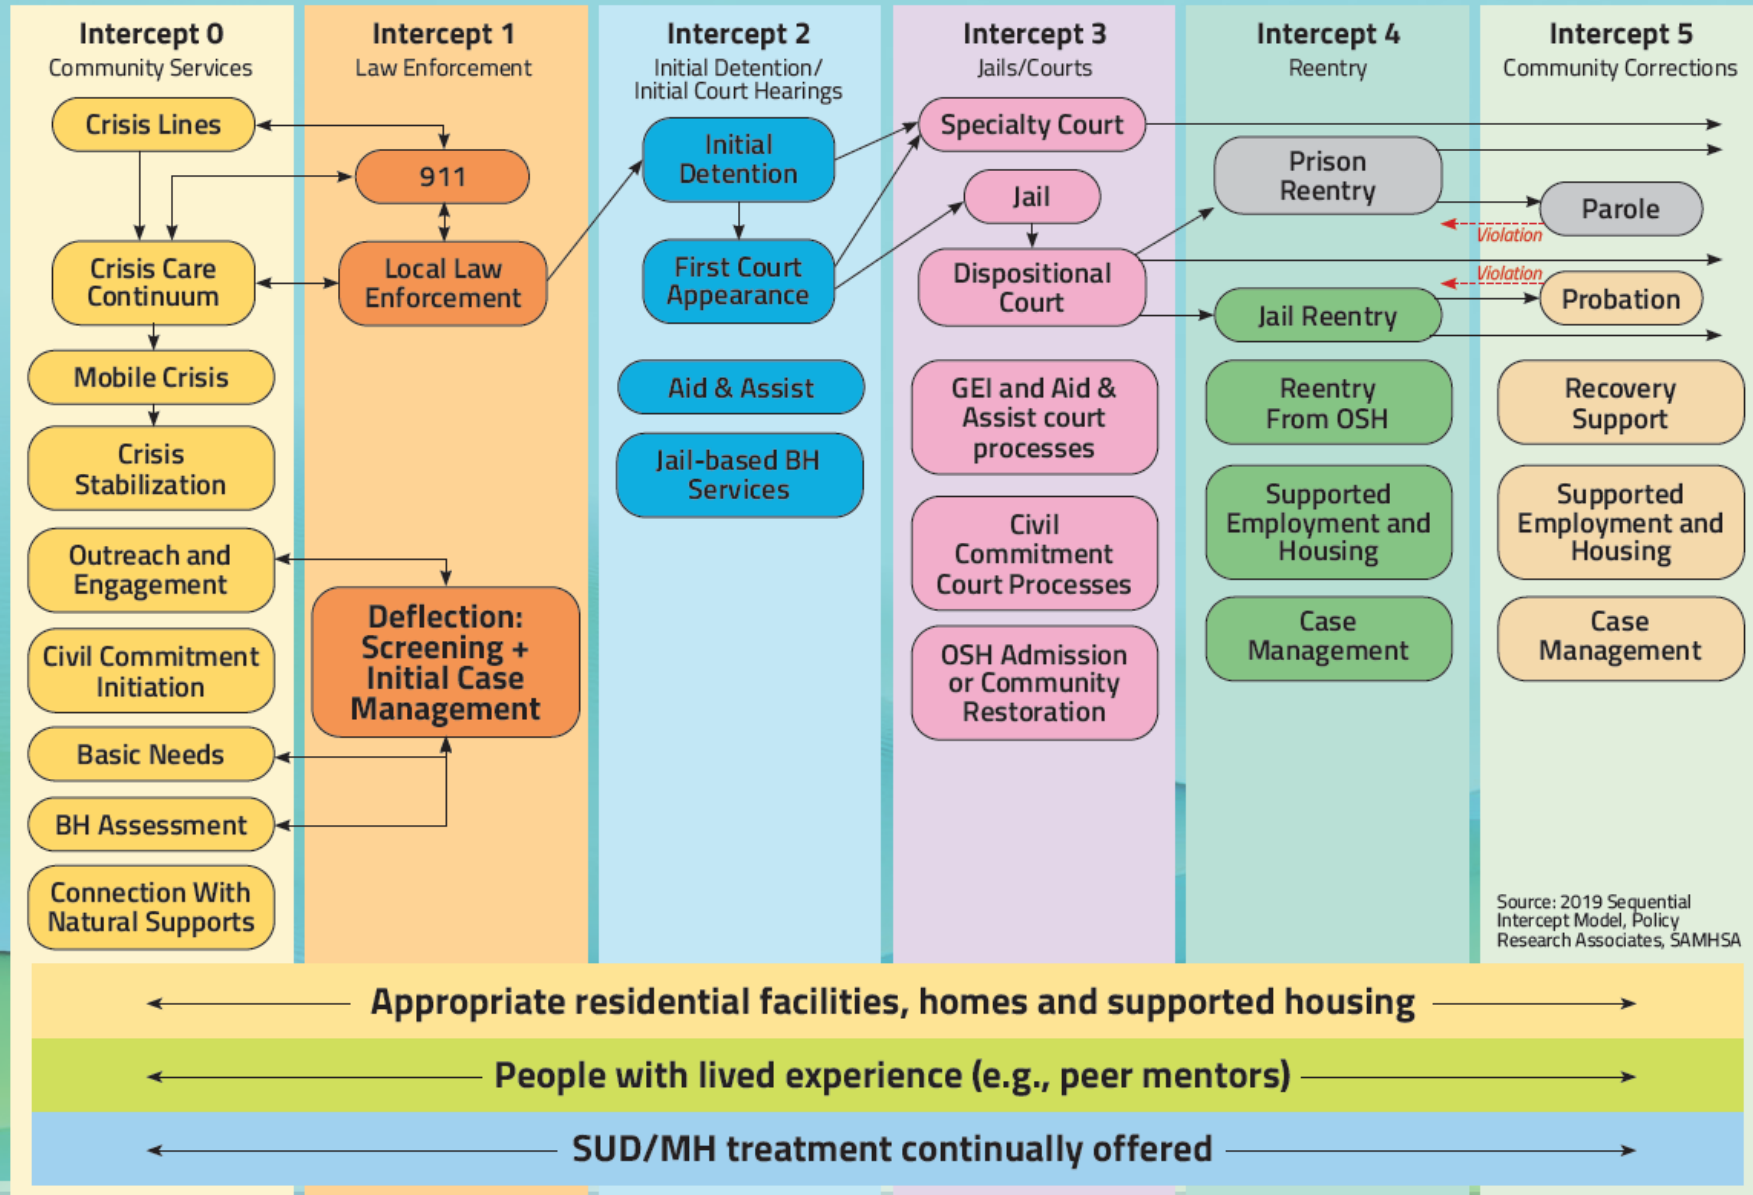 Intercept 0
Community Services
Crisis Lines
Crisis Care
Continuum
Mobile Crisis
Crisis
Stabilization
Outreach and
Engagement
Civil Commitment
Initiation
Basic Needs
BH Assessment
Connection With
Natural Supports
Intercept 1
Law Enforcement
911
Local Law
Enforcement
Deflection:
Screening +
Initial Case
Management
Intercept 2
Initial Detention/
Initial Court Hearings
Initial
Detention
First Court
Appearance
Aid & Assist
Jail-based BH
Services
Intercept 3
Jails/Courts
Specialty Court
Jail
Dispositional
Court
GEI and Aid &
Assist court
processes
Civil
Commitment
Court Processes
OSH Admission
or Community
Restoration
Intercept 4
Reentry
Prison
Reentry
Jail Reentry
Reentry
From OSH
Supported
Employment and
Housing
Case
Management
Intercept 5
Community Corrections
Parole
Violation
Violation
Probation
Recovery
Support
Supported
Employment and
Housing
Case
Management
Source: 2019 Sequential
Intercept Model, Policy
Research Associates, SAMHSA
Appropriate residential facilities, homes and supported housing
People with lived experience (e.g., peer mentors)
SUD/MH treatment continually offered